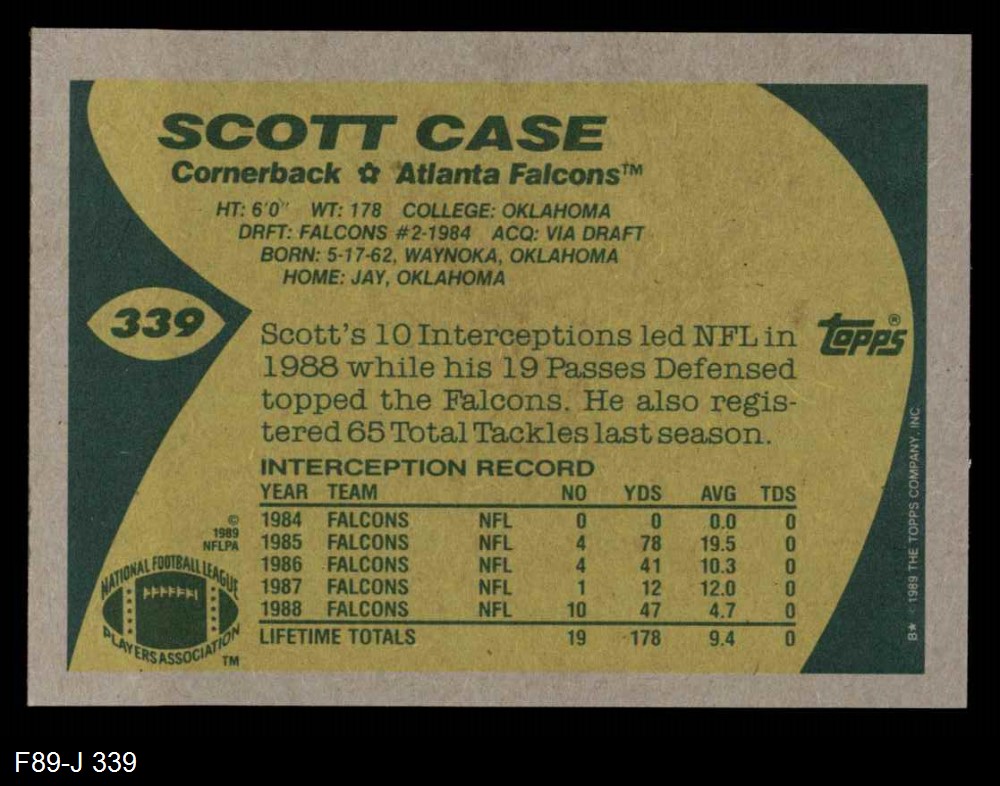 SCOTT CASE
Cornerback ✿ Atlanta Falcons™
HT: 6'0" WT: 178 COLLEGE: OKLAHOMA
DRFT: FALCONS #2-1984 ACQ: VIA DRAFT
BORN: 5-17-62, WAYNOKA, OKLAHOMA
HOME: JAY, OKLAHOMA
339
Scott's 10 Interceptions led NFL in
1988 while his 19 Passes Defensed
topped the Falcons. He also regis-
tered 65 Total Tackles last season.
topps®
INTERCEPTION RECORD
YEAR TEAM NO YDS AVG TDS
1984 FALCONS NFL 0 0 0.0 0
1985 FALCONS NFL 4 78 19.5 0
1986 FALCONS NFL 4 41 10.3 0
1987 FALCONS NFL 1 12 12.0 0
1988 FALCONS NFL 10 47 4.7 0
LIFETIME TOTALS 19 178 9.4 0
©
1989
NFLPA
NATIONAL FOOTBALL LEAGUE
PLAYERS ASSOCIATION
TM
B* © 1989 THE TOPPS COMPANY, INC.
F89-J 339